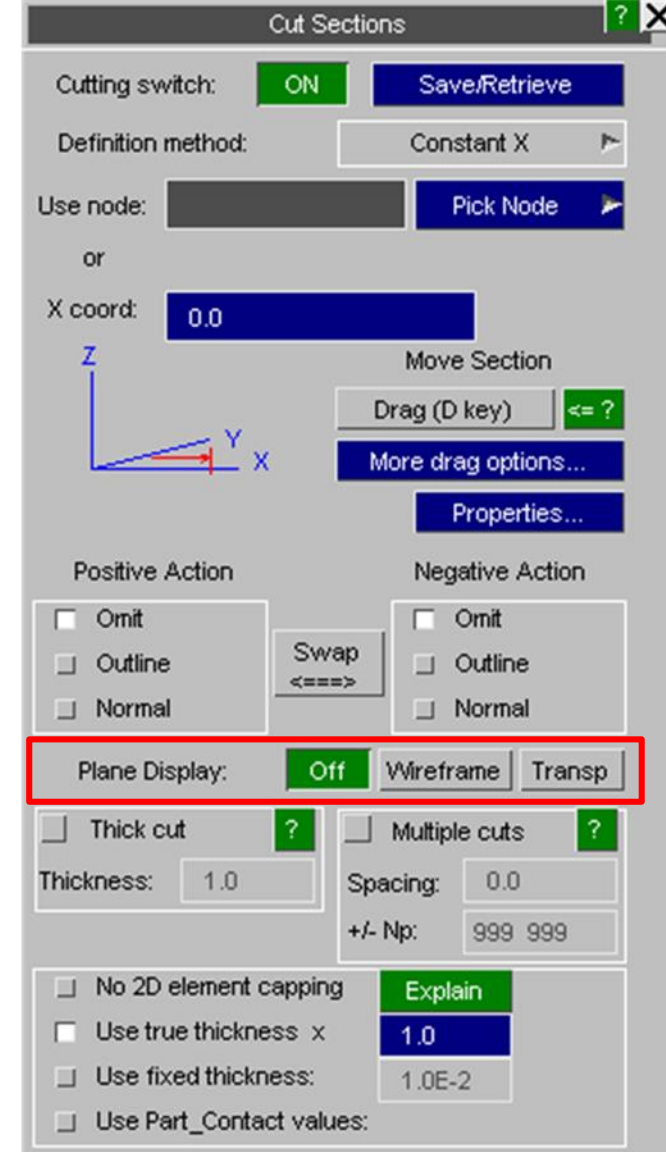 Cut Sections ? X
Cutting switch: ON Save/Retrieve
Definition method: Constant X
Use node: Pick Node
or
X coord: 0.0
Z
Y
X
Move Section
Drag (D key) <= ?
More drag options...
Properties...
Positive Action Negative Action
Omit Swap <===> Omit
Outline Outline
Normal Normal
Plane Display: Off Wireframe Transp
Thick cut ? Multiple cuts ?
Thickness: 1.0 Spacing: 0.0
+/- Np: 999 999
No 2D element capping Explain
Use true thickness x 1.0
Use fixed thickness: 1.0E-2
Use Part_Contact values: